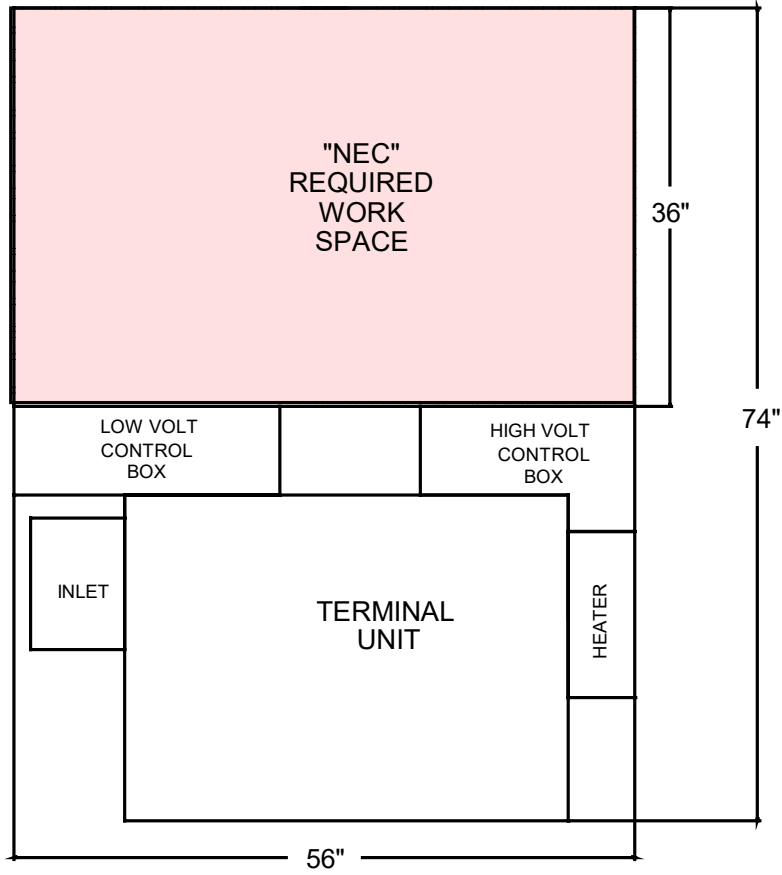 "NEC"
REQUIRED
WORK
SPACE
36"
74"
LOW VOLT
CONTROL
BOX
HIGH VOLT
CONTROL
BOX
INLET
TERMINAL
UNIT
HEATER
56"